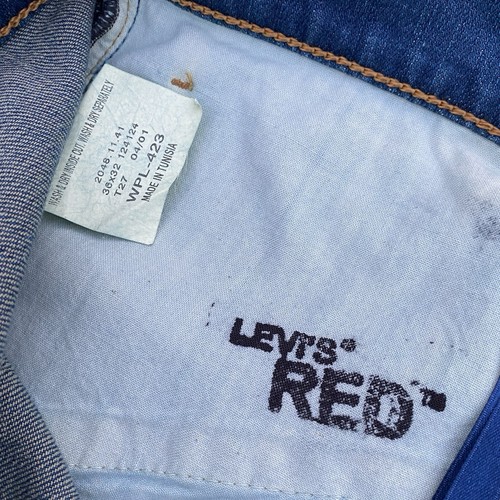 WASH & DRY INSIDE OUT. WASH & DRY SEPARATELY
2048.11.41
36X32 124124
T27 04/01
WPL-423
MADE IN TUNISIA
LEVI'S®
RED™